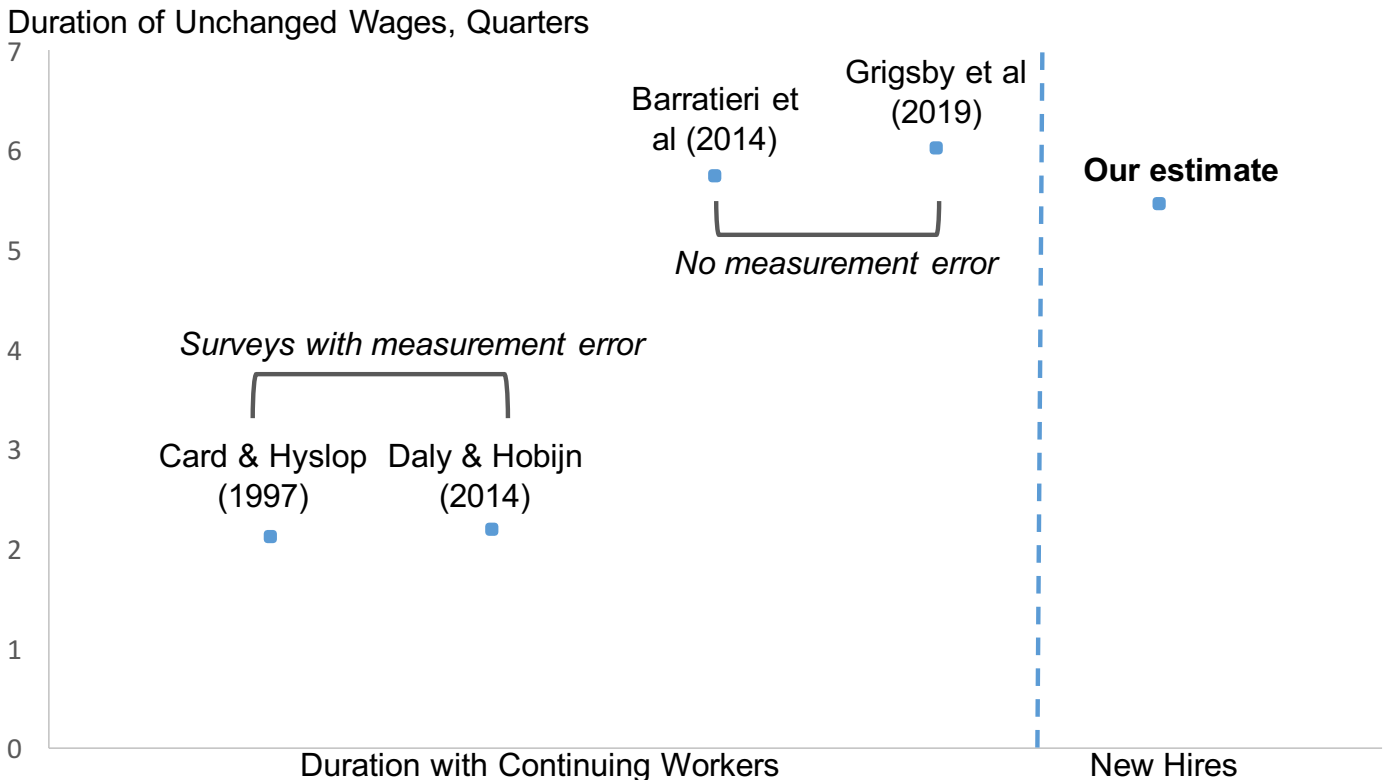 Duration of Unchanged Wages, Quarters
7
6
5
4
3
2
1
0
Barratieri et
al (2014)
Grigsby et al
(2019)
Our estimate
No measurement error
Surveys with measurement error
Card & Hyslop
(1997)
Daly & Hobijn
(2014)
Duration with Continuing Workers
New Hires